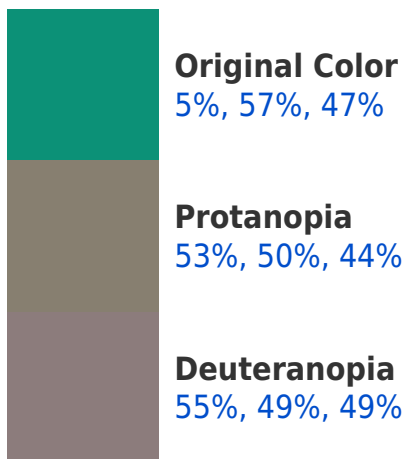 Original Color
5%, 57%, 47%
Protanopia
53%, 50%, 44%
Deuteranopia
55%, 49%, 49%